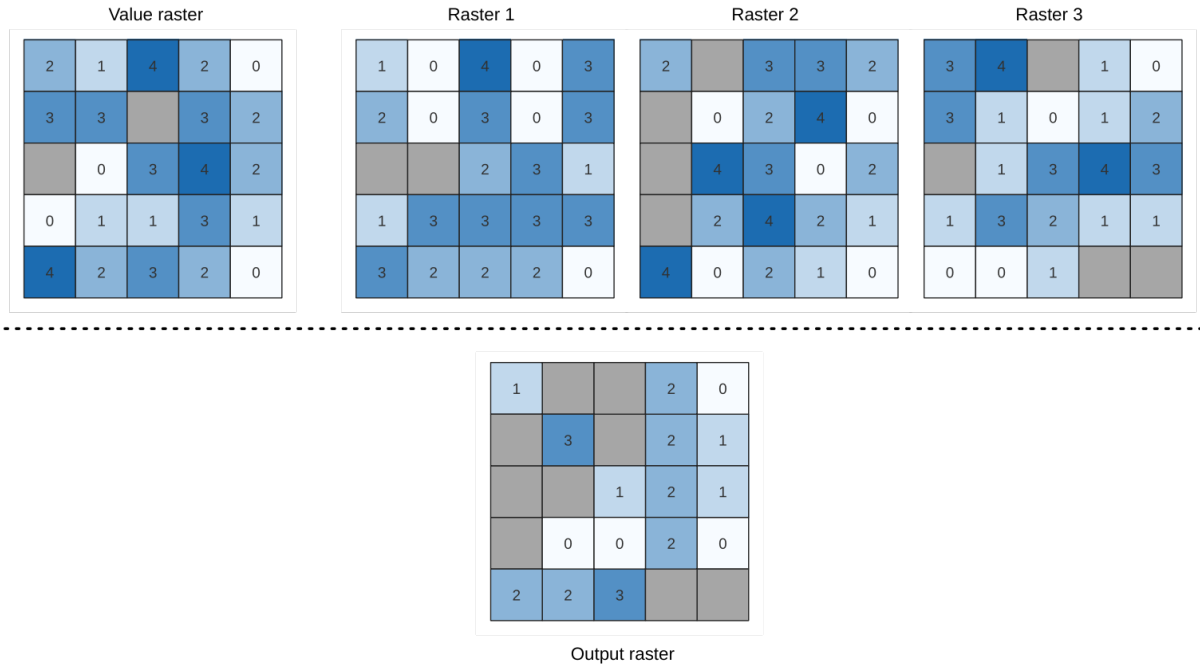 Value raster Raster 1 Raster 2 Raster 3
2 1 4 2 0 1 0 4 0 3 2 3 3 2 3 4 1 0
3 3 3 2 2 0 3 0 3 0 2 4 0 3 1 0 1 2
0 3 4 2 2 3 1 4 3 0 2 1 3 4 3
0 1 1 3 1 1 3 3 3 3 2 4 2 1 1 3 2 1 1
4 2 3 2 0 3 2 2 2 0 4 0 2 1 0 0 0 1
1 2 0
3 2 1
1 2 1
0 0 2 0
2 2 3
Output raster